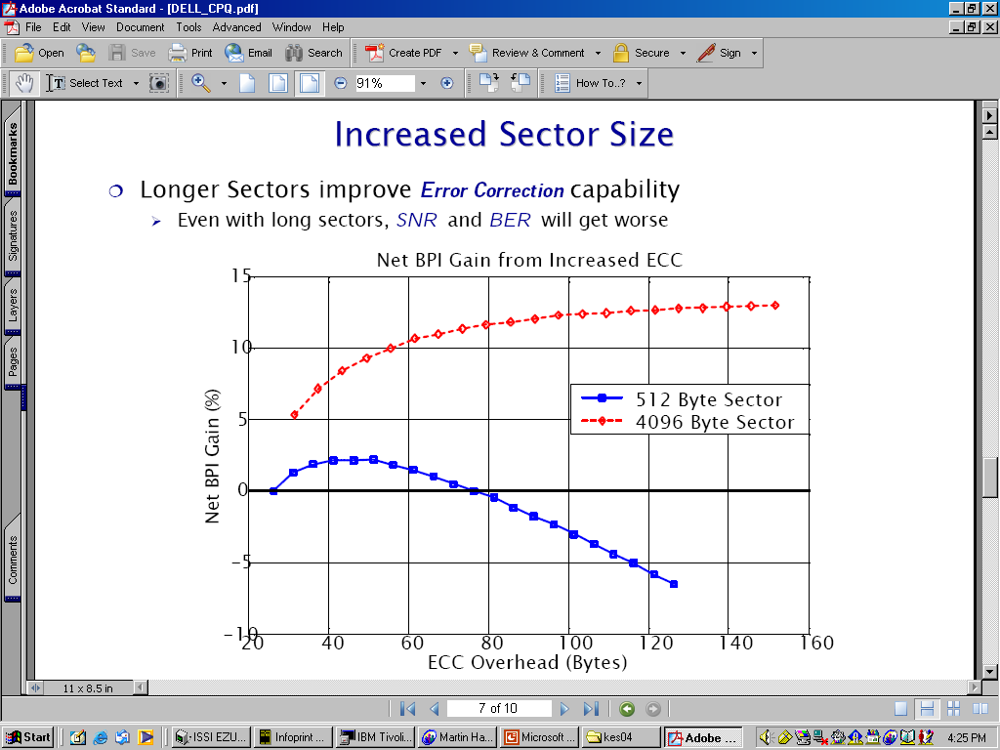 Adobe Acrobat Standard - [DELL_CPQ.pdf]
File Edit View Document Tools Advanced Window Help
Open Save Print Email Search Create PDF Review & Comment Secure Sign
Select Text 91% How To..?
Bookmarks
Signatures
Layers
Pages
Comments
Increased Sector Size
Longer Sectors improve Error Correction capability
Even with long sectors, SNR and BER will get worse
Net BPI Gain from Increased ECC
Net BPI Gain (%)
15
10
5
0
-5
-10
512 Byte Sector
4096 Byte Sector
20 40 60 80 100 120 140 160
ECC Overhead (Bytes)
11 x 8.5 in
7 of 10
Start ISSI EZU... Infoprint ... IBM Tivoli... Martin Ha... Microsoft ... kes04 Adobe ... 4:25 PM